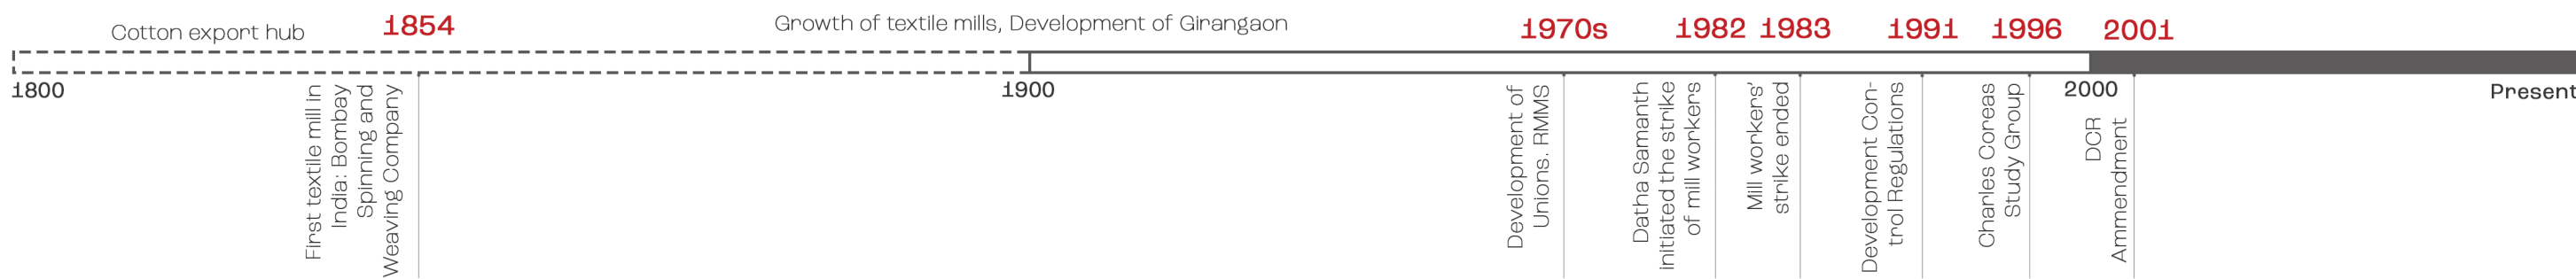 Cotton export hub
1854
Growth of textile mills, Development of Girangaon
1970s
1982
1983
1991
1996
2001
1800
1900
2000
Present
First textile mill in
India: Bombay
Spinning and
Weaving Company
Development of
Unions. RMMS
Datha Samanth
initiated the strike
of mill workers
Mill workers'
strike ended
Development Con-
trol Regulations
Charles Coreas
Study Group
DCR
Ammendment